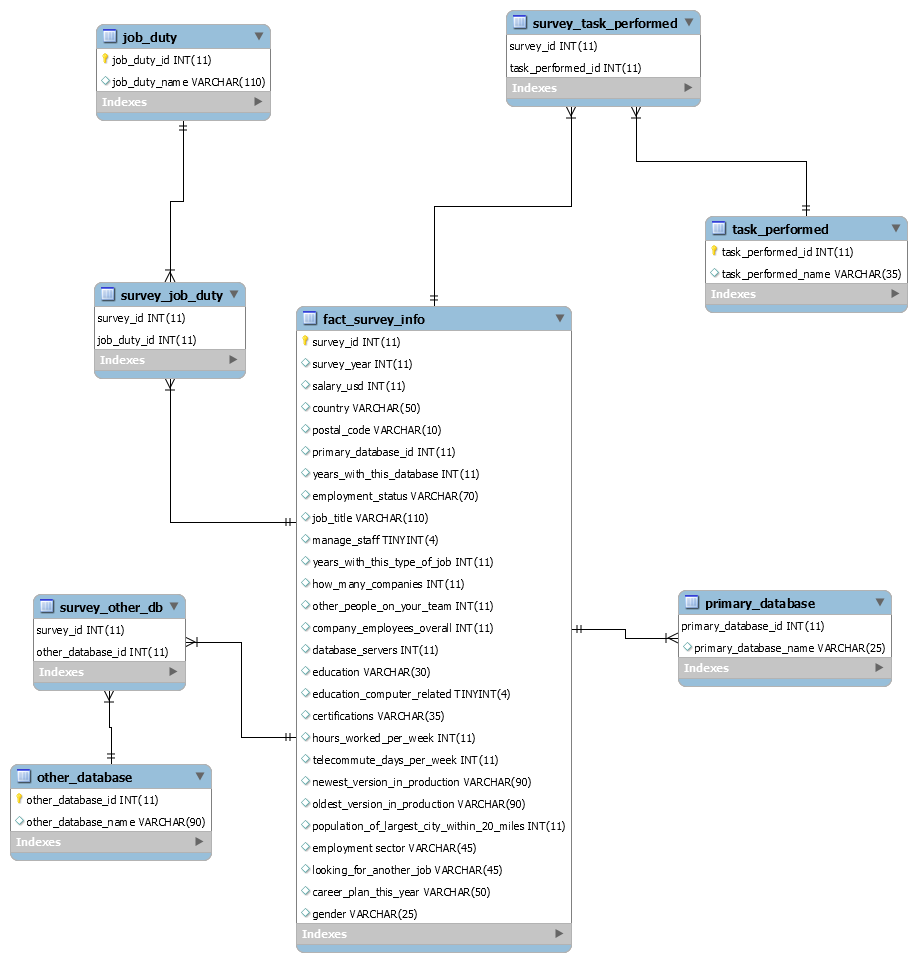 job_duty
job_duty_id INT(11)
job_duty_name VARCHAR(110)
Indexes
survey_task_performed
survey_id INT(11)
task_performed_id INT(11)
Indexes
task_performed
task_performed_id INT(11)
task_performed_name VARCHAR(35)
Indexes
survey_job_duty
survey_id INT(11)
job_duty_id INT(11)
Indexes
fact_survey_info
survey_id INT(11)
survey_year INT(11)
salary_usd INT(11)
country VARCHAR(50)
postal_code VARCHAR(10)
primary_database_id INT(11)
years_with_this_database INT(11)
employment_status VARCHAR(70)
job_title VARCHAR(110)
manage_staff TINYINT(4)
years_with_this_type_of_job INT(11)
how_many_companies INT(11)
other_people_on_your_team INT(11)
company_employees_overall INT(11)
database_servers INT(11)
education VARCHAR(30)
education_computer_related TINYINT(4)
certifications VARCHAR(35)
hours_worked_per_week INT(11)
telecommute_days_per_week INT(11)
newest_version_in_production VARCHAR(90)
oldest_version_in_production VARCHAR(90)
population_of_largest_city_within_20_miles INT(11)
employment sector VARCHAR(45)
looking_for_another_job VARCHAR(45)
career_plan_this_year VARCHAR(50)
gender VARCHAR(25)
Indexes
survey_other_db
survey_id INT(11)
other_database_id INT(11)
Indexes
primary_database
primary_database_id INT(11)
primary_database_name VARCHAR(25)
Indexes
other_database
other_database_id INT(11)
other_database_name VARCHAR(90)
Indexes